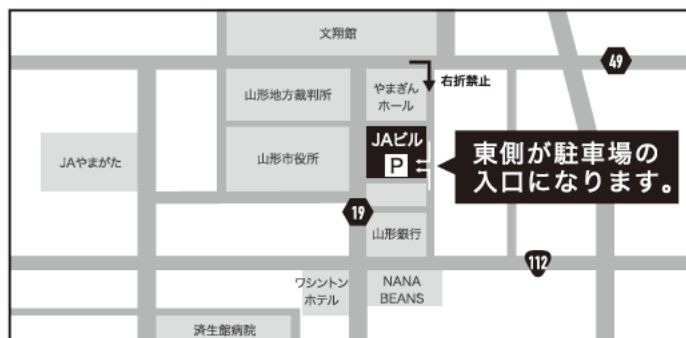 文翔館
49
右折禁止
山形地方裁判所
やまぎん
ホール
JAビル
P
東側が駐車場の
入口になります。
JAやまがた
山形市役所
19
山形銀行
112
ワシントン
ホテル
NANA
BEANS
済生館病院